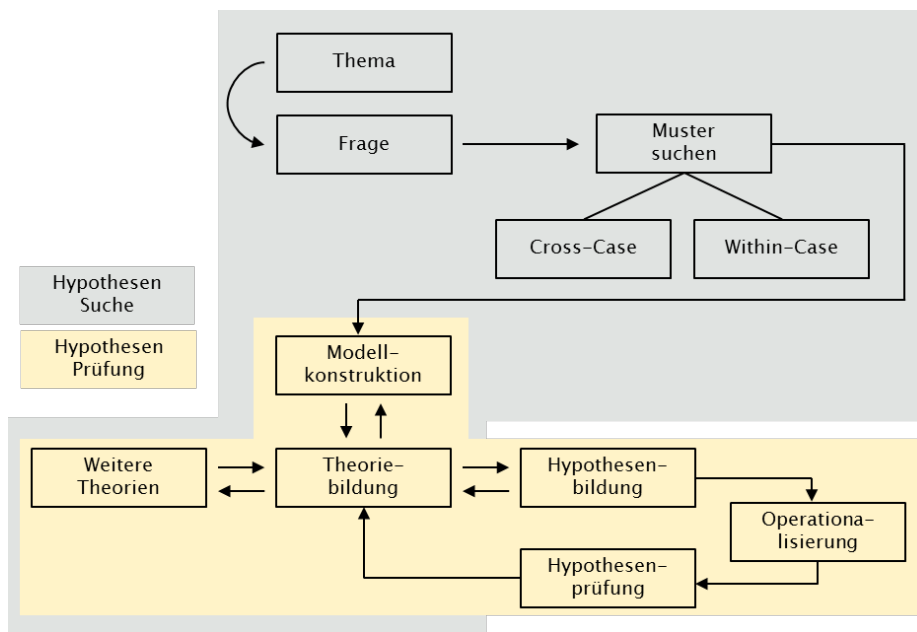 Thema
Frage
Muster
suchen
Cross-Case
Within-Case
Hypothesen
Suche
Hypothesen
Prüfung
Modell-
konstruktion
Weitere
Theorien
Theorie-
bildung
Hypothesen-
bildung
Operationa-
lisierung
Hypothesen-
prüfung